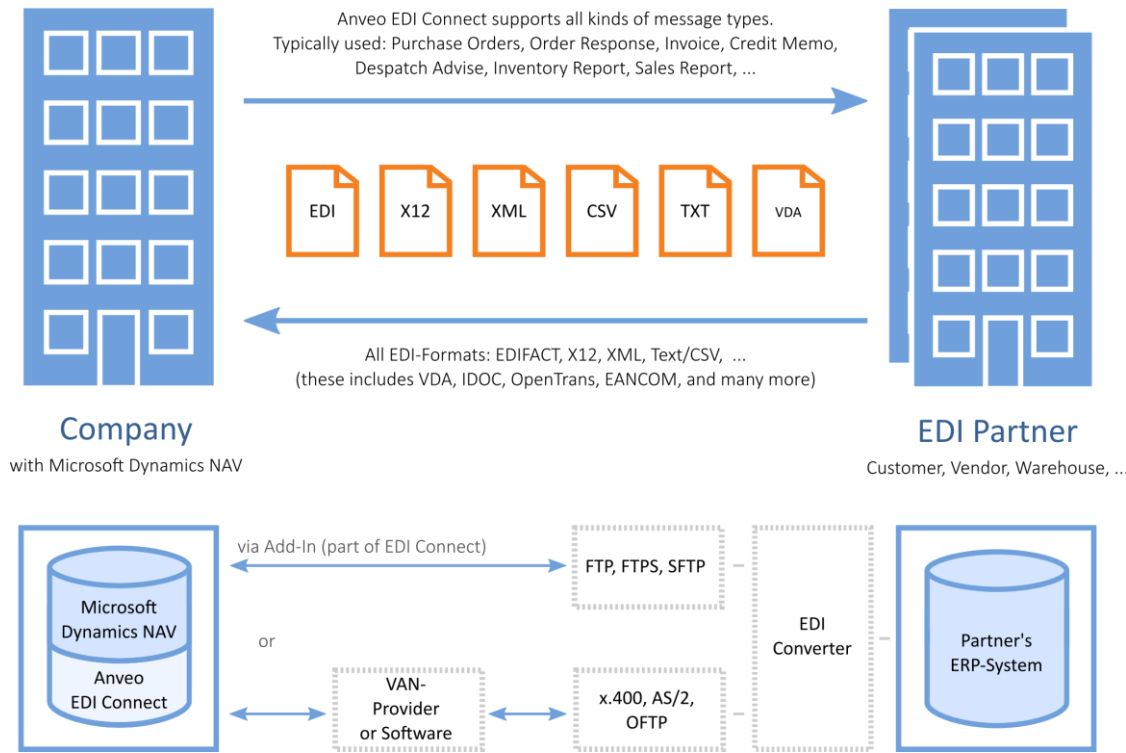 Anveo EDI Connect supports all kinds of message types.
Typically used: Purchase Orders, Order Response, Invoice, Credit Memo,
Despatch Advise, Inventory Report, Sales Report, ...
EDI
X12
XML
CSV
TXT
VDA
All EDI-Formats: EDIFACT, X12, XML, Text/CSV, ...
(these includes VDA, IDOC, OpenTrans, EANCOM, and many more)
Company
with Microsoft Dynamics NAV
EDI Partner
Customer, Vendor, Warehouse, ...
Microsoft
Dynamics NAV
Anveo
EDI Connect
via Add-In (part of EDI Connect)
or
VAN-
Provider
or Software
FTP, FTPS, SFTP
x.400, AS/2,
OFTP
EDI
Converter
Partner's
ERP-System